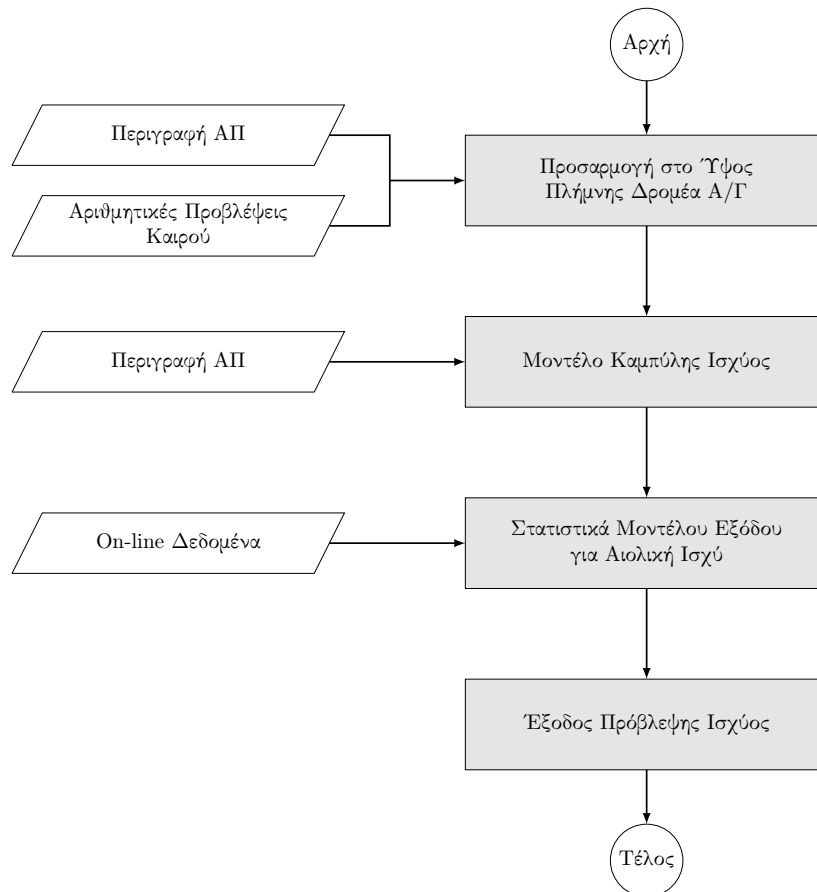 Αρχή
Περιγραφή ΑΠ
Προσαρμογή στο Ύψος
Πλήμνης Δρομέα Α/Γ
Αριθμητικές Προβλέψεις
Καιρού
Περιγραφή ΑΠ
Μοντέλο Καμπύλης Ισχύος
On-line Δεδομένα
Στατιστικά Μοντέλου Εξόδου
για Αιολική Ισχύ
Έξοδος Πρόβλεψης Ισχύος
Τέλος